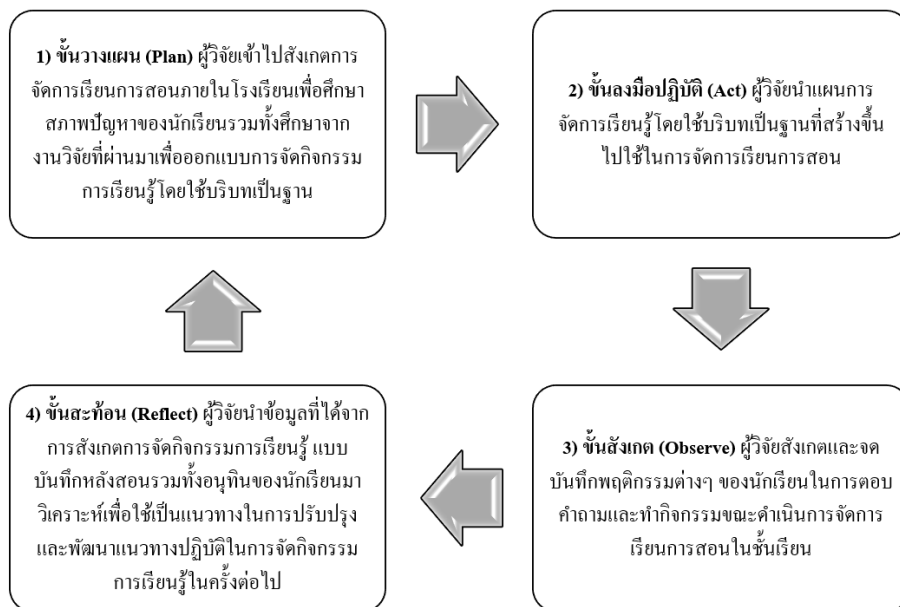 1) ขั้นวางแผน (Plan) ผู้วิจัยเข้าไปสังเกตการ
จัดการเรียนการสอนภายในโรงเรียนเพื่อศึกษา
สภาพปัญหาของนักเรียนรวมทั้งศึกษาจาก
งานวิจัยที่ผ่านมาเพื่อออกแบบการจัดกิจกรรม
การเรียนรู้โดยใช้บริบทเป็นฐาน
2) ขั้นลงมือปฏิบัติ (Act) ผู้วิจัยนำแผนการ
จัดการเรียนรู้โดยใช้บริบทเป็นฐานที่สร้างขึ้น
ไปใช้ในการจัดการเรียนการสอน
3) ขั้นสังเกต (Observe) ผู้วิจัยสังเกตและจด
บันทึกพฤติกรรมต่างๆ ของนักเรียนในการตอบ
คำถามและทำกิจกรรมขณะดำเนินการจัดการ
เรียนการสอนในชั้นเรียน
4) ขั้นสะท้อน (Reflect) ผู้วิจัยนำข้อมูลที่ได้จาก
การสังเกตการจัดกิจกรรมการเรียนรู้ แบบ
บันทึกหลังสอนรวมทั้งอนุทินของนักเรียนมา
วิเคราะห์เพื่อใช้เป็นแนวทางในการปรับปรุง
และพัฒนาแนวทางปฏิบัติในการจัดกิจกรรม
การเรียนรู้ในครั้งต่อไป